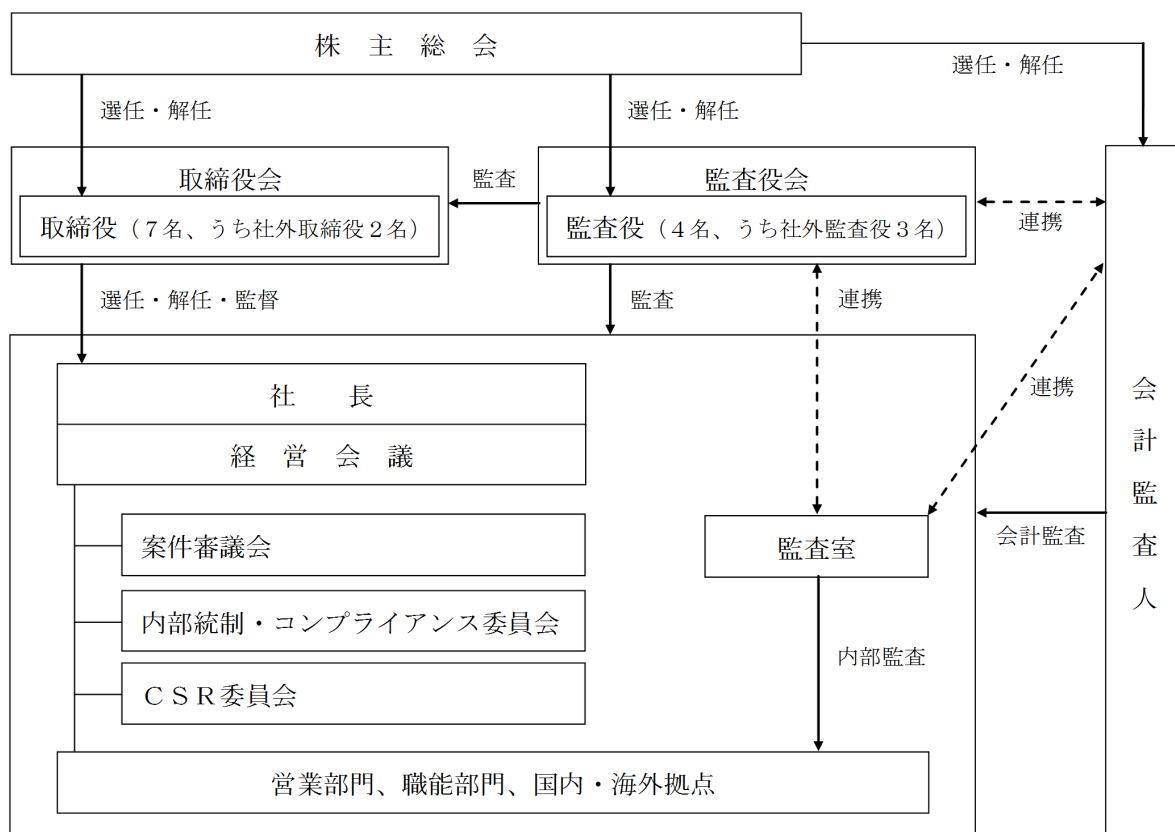 株主総会
選任・解任
選任・解任
選任・解任
取締役会
取締役（7名、うち社外取締役２名）
監査
監査役会
監査役（４名、うち社外監査役３名）
連携
選任・解任・監督
監査
連携
社長
経営会議
連携
会計監査人
案件審議会
監査室
会計監査
内部統制・コンプライアンス委員会
内部監査
ＣＳＲ委員会
営業部門、職能部門、国内・海外拠点